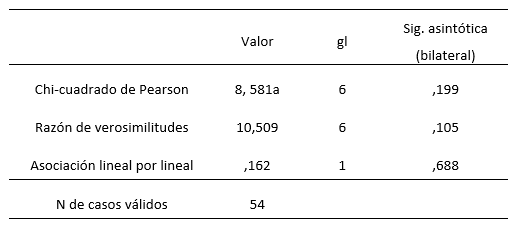 Valor gl Sig. asintótica
(bilateral)
Chi-cuadrado de Pearson 8, 581a 6 ,199
Razón de verosimilitudes 10,509 6 ,105
Asociación lineal por lineal ,162 1 ,688
N de casos válidos 54